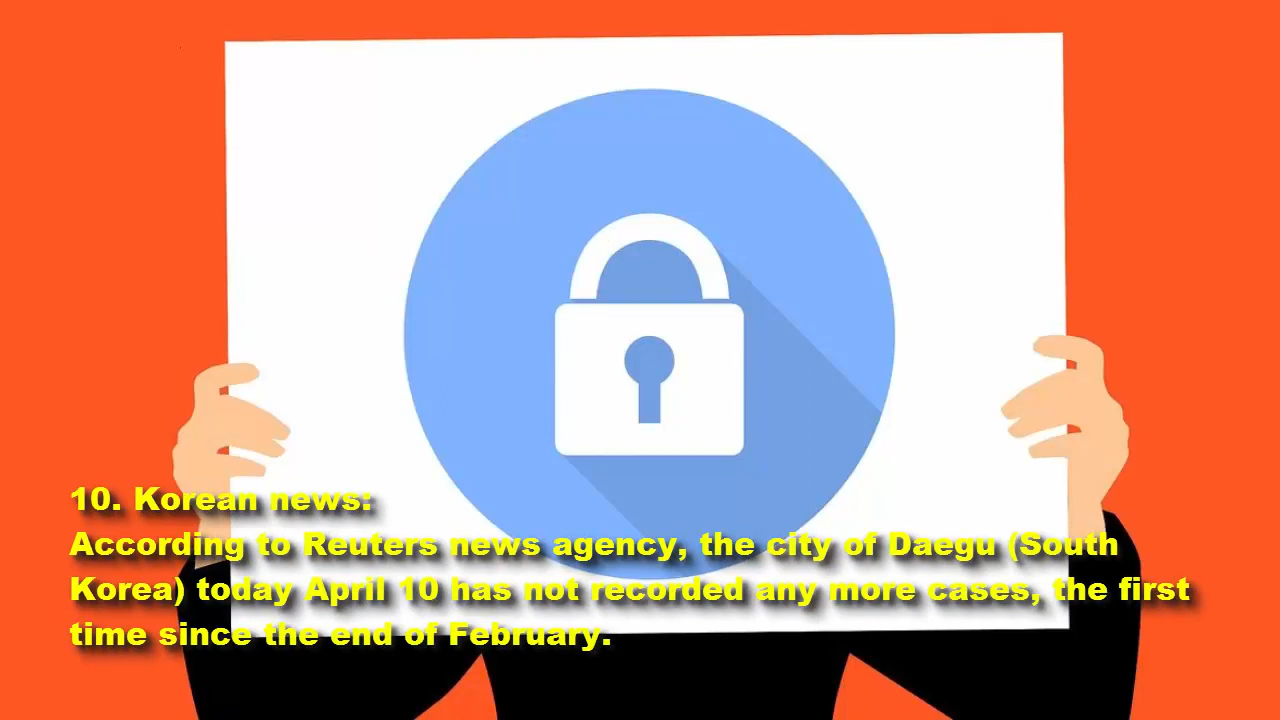 10. Korean news:
According to Reuters news agency, the city of Daegu (South
Korea) today April 10 has not recorded any more cases, the first
time since the end of February.